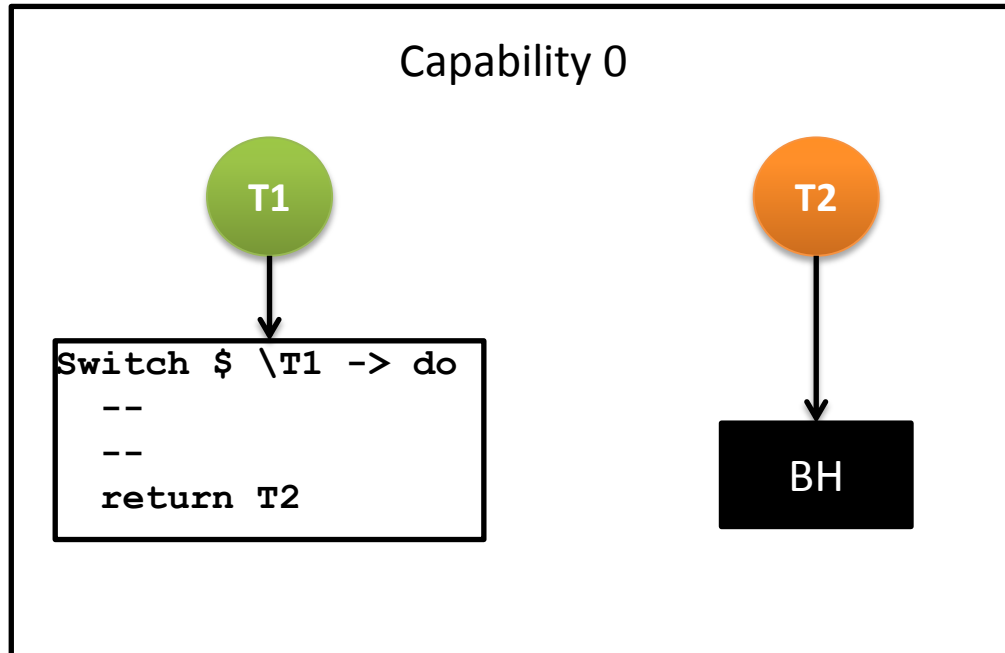 Capability 0
T1
T2
Switch $ \T1 -> do
--
--
return T2
BH